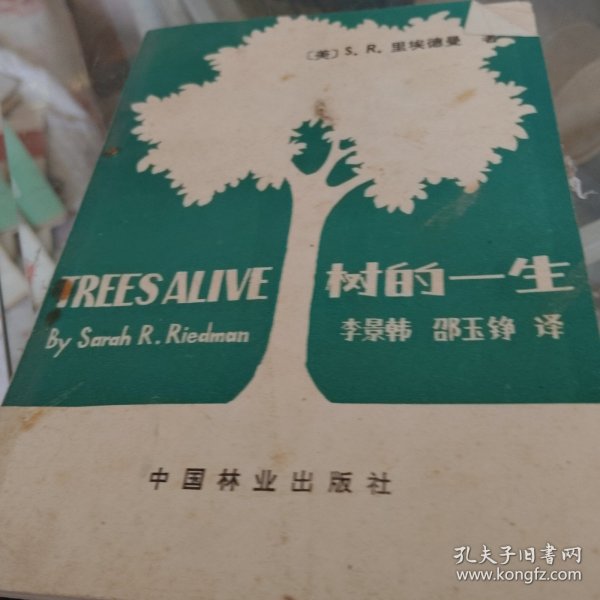 〔美〕S. R. 里埃德曼 著
TREES ALIVE
By Sarah R. Riedman
树的一生
李景韩 邵玉铮 译
中国林业出版社
孔夫子旧书网
www.kongfz.com